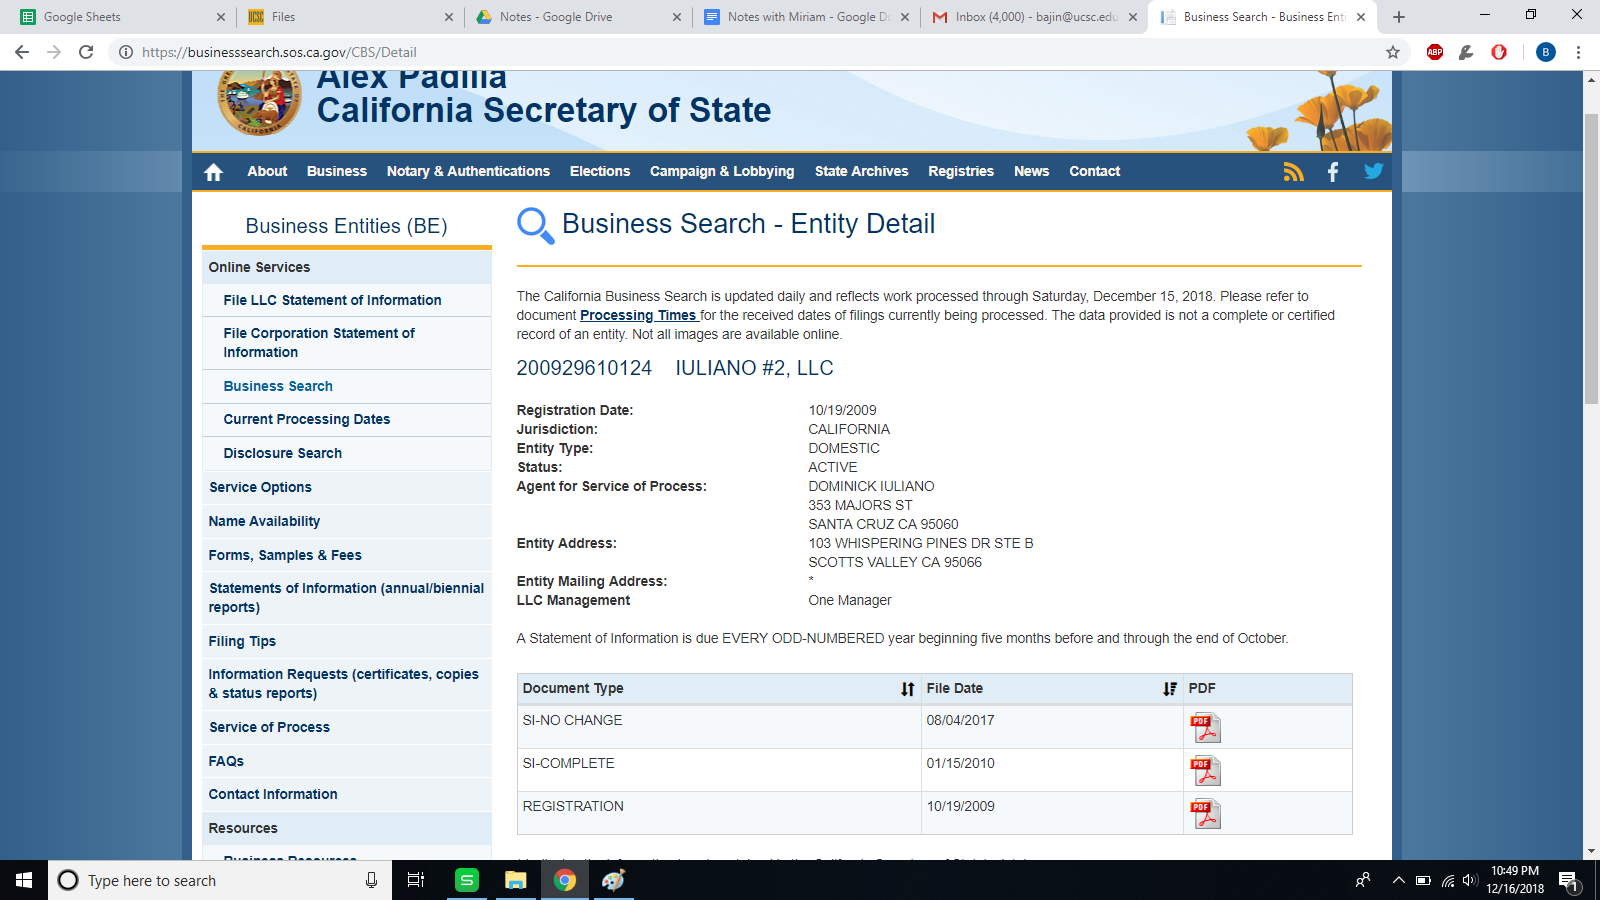 Google Sheets
Files
Notes - Google Drive
Notes with Miriam - Google Do
Inbox (4,000) - bajin@ucsc.edu
Business Search - Business Enti
https://businesssearch.sos.ca.gov/CBS/Detail
ABP
B
Alex Padilla
California Secretary of State
About Business Notary & Authentications Elections Campaign & Lobbying State Archives Registries News Contact
Business Entities (BE)
Online Services
File LLC Statement of Information
File Corporation Statement of
Information
Business Search
Current Processing Dates
Disclosure Search
Service Options
Name Availability
Forms, Samples & Fees
Statements of Information (annual/biennial
reports)
Filing Tips
Information Requests (certificates, copies
& status reports)
Service of Process
FAQs
Contact Information
Resources
Business Resources
Business Search - Entity Detail
The California Business Search is updated daily and reflects work processed through Saturday, December 15, 2018. Please refer to
document Processing Times for the received dates of filings currently being processed. The data provided is not a complete or certified
record of an entity. Not all images are available online.
200929610124 IULIANO #2, LLC
Registration Date: 10/19/2009
Jurisdiction: CALIFORNIA
Entity Type: DOMESTIC
Status: ACTIVE
Agent for Service of Process: DOMINICK IULIANO
353 MAJORS ST
SANTA CRUZ CA 95060
Entity Address: 103 WHISPERING PINES DR STE B
SCOTTS VALLEY CA 95066
Entity Mailing Address: *
LLC Management One Manager
A Statement of Information is due EVERY ODD-NUMBERED year beginning five months before and through the end of October.
Document Type File Date PDF
SI-NO CHANGE 08/04/2017 PDF
SI-COMPLETE 01/15/2010 PDF
REGISTRATION 10/19/2009 PDF
Type here to search
S
10:49 PM
12/16/2018
1